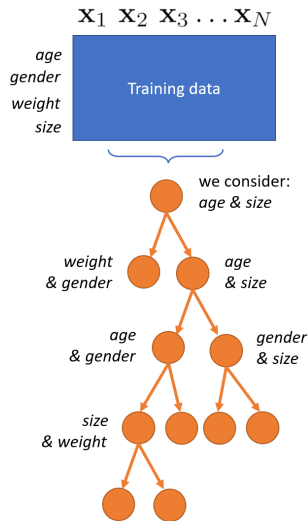 x₁ x₂ x₃ … x_N
age
gender
weight
size
Training data
we consider:
age & size
weight
& gender
age
& size
age
& gender
gender
& size
size
& weight